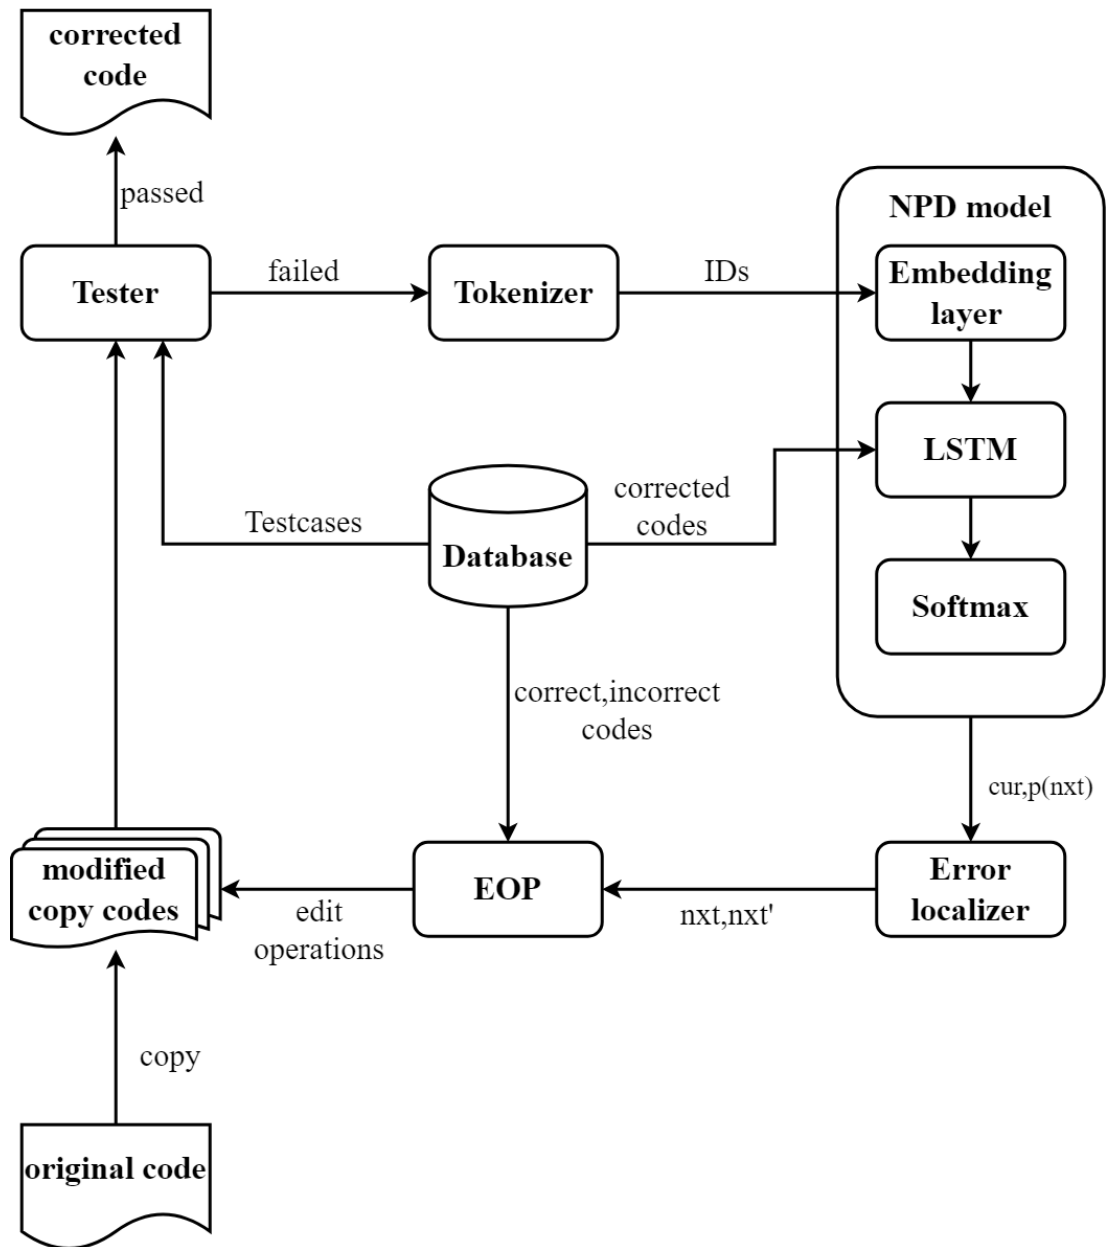 corrected
code
passed
NPD model
Tester
failed
Tokenizer
IDs
Embedding
layer
LSTM
Testcases
Database
corrected
codes
Softmax
correct,incorrect
codes
cur,p(nxt)
modified
copy codes
edit
operations
EOP
nxt,nxt'
Error
localizer
copy
original code